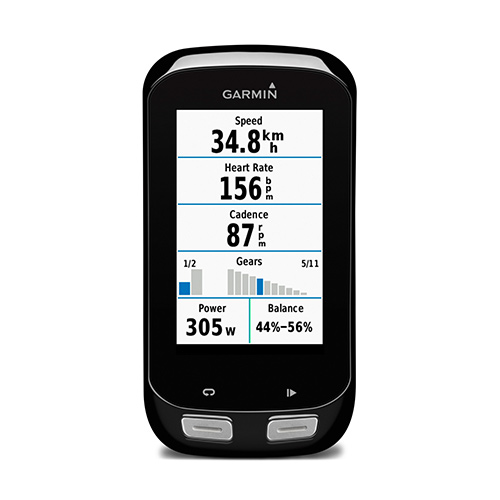 GARMIN
Speed
34.8 km/h
Heart Rate
156 bpm
Cadence
87 rpm
1/2 Gears 5/11
Power Balance
305 w 44%–56%